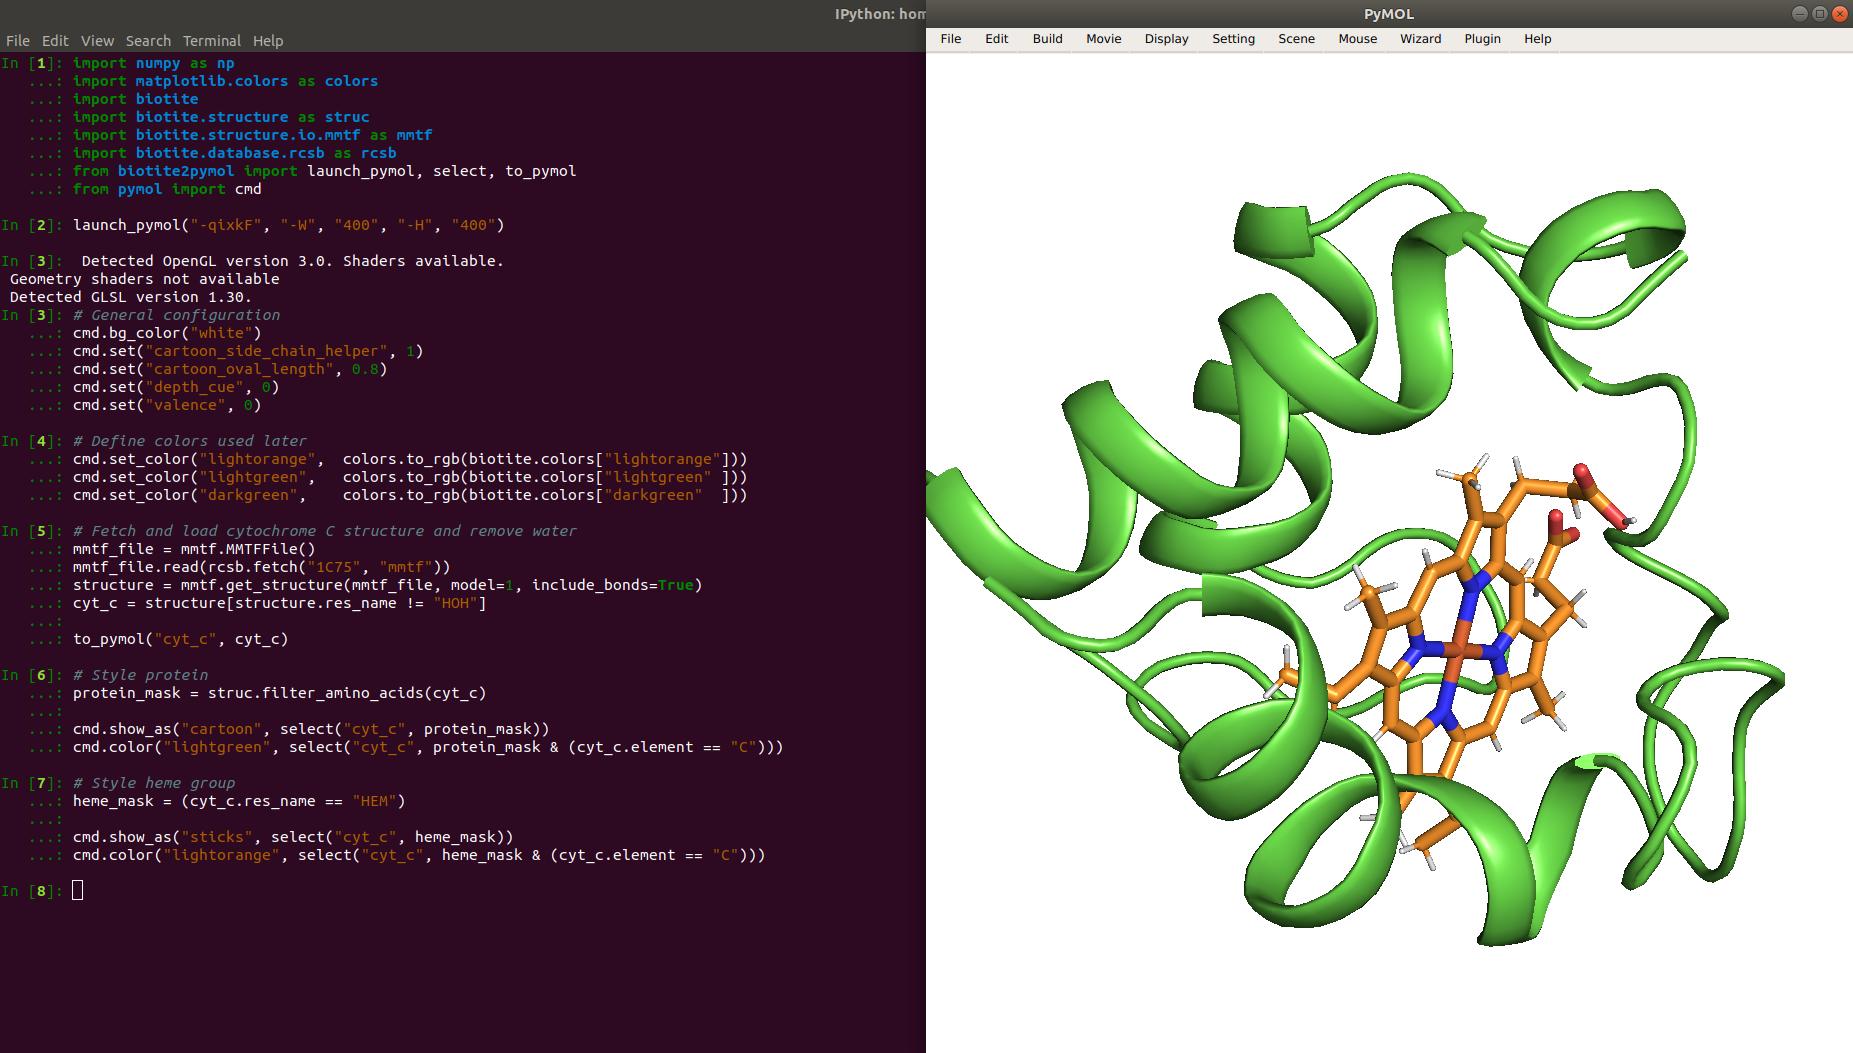 IPython: hom
File Edit View Search Terminal Help
In [1]: import numpy as np
   ...: import matplotlib.colors as colors
   ...: import biotite
   ...: import biotite.structure as struc
   ...: import biotite.structure.io.mmtf as mmtf
   ...: import biotite.database.rcsb as rcsb
   ...: from biotite2pymol import launch_pymol, select, to_pymol
   ...: from pymol import cmd
In [2]: launch_pymol("-qixkF", "-W", "400", "-H", "400")
In [3]:  Detected OpenGL version 3.0. Shaders available.
 Geometry shaders not available
 Detected GLSL version 1.30.
In [3]: # General configuration
   ...: cmd.bg_color("white")
   ...: cmd.set("cartoon_side_chain_helper", 1)
   ...: cmd.set("cartoon_oval_length", 0.8)
   ...: cmd.set("depth_cue", 0)
   ...: cmd.set("valence", 0)
In [4]: # Define colors used later
   ...: cmd.set_color("lightorange",  colors.to_rgb(biotite.colors["lightorange"]))
   ...: cmd.set_color("lightgreen",   colors.to_rgb(biotite.colors["lightgreen" ]))
   ...: cmd.set_color("darkgreen",    colors.to_rgb(biotite.colors["darkgreen"  ]))
In [5]: # Fetch and load cytochrome C structure and remove water
   ...: mmtf_file = mmtf.MMTFFile()
   ...: mmtf_file.read(rcsb.fetch("1C75", "mmtf"))
   ...: structure = mmtf.get_structure(mmtf_file, model=1, include_bonds=True)
   ...: cyt_c = structure[structure.res_name != "HOH"]
   ...:
   ...: to_pymol("cyt_c", cyt_c)
In [6]: # Style protein
   ...: protein_mask = struc.filter_amino_acids(cyt_c)
   ...:
   ...: cmd.show_as("cartoon", select("cyt_c", protein_mask))
   ...: cmd.color("lightgreen", select("cyt_c", protein_mask & (cyt_c.element == "C")))
In [7]: # Style heme group
   ...: heme_mask = (cyt_c.res_name == "HEM")
   ...:
   ...: cmd.show_as("sticks", select("cyt_c", heme_mask))
   ...: cmd.color("lightorange", select("cyt_c", heme_mask & (cyt_c.element == "C")))
In [8]:
PyMOL
File Edit Build Movie Display Setting Scene Mouse Wizard Plugin Help